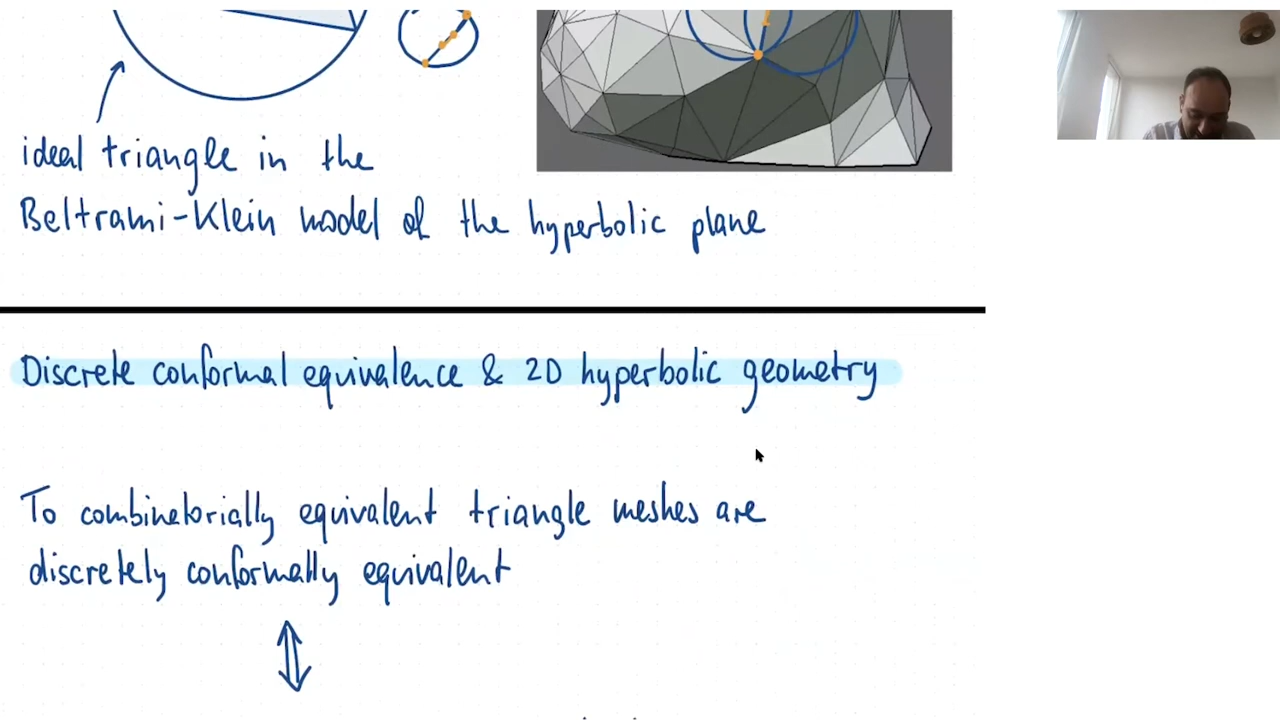 ideal triangle in the
Beltrami-Klein model of the hyperbolic plane
Discrete conformal equivalence & 2D hyperbolic geometry
To combinatorially equivalent triangle meshes are
discretely conformally equivalent